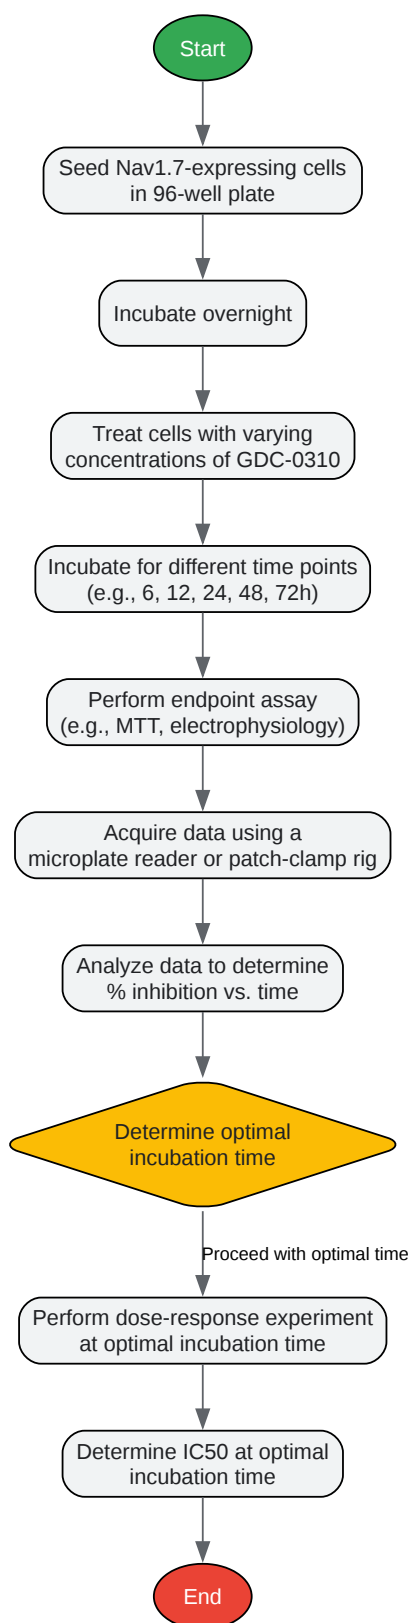 Start
Seed Nav1.7-expressing cells
in 96-well plate
Incubate overnight
Treat cells with varying
concentrations of GDC-0310
Incubate for different time points
(e.g., 6, 12, 24, 48, 72h)
Perform endpoint assay
(e.g., MTT, electrophysiology)
Acquire data using a
microplate reader or patch-clamp rig
Analyze data to determine
% inhibition vs. time
Determine optimal
incubation time
Proceed with optimal time
Perform dose-response experiment
at optimal incubation time
Determine IC50 at optimal
incubation time
End